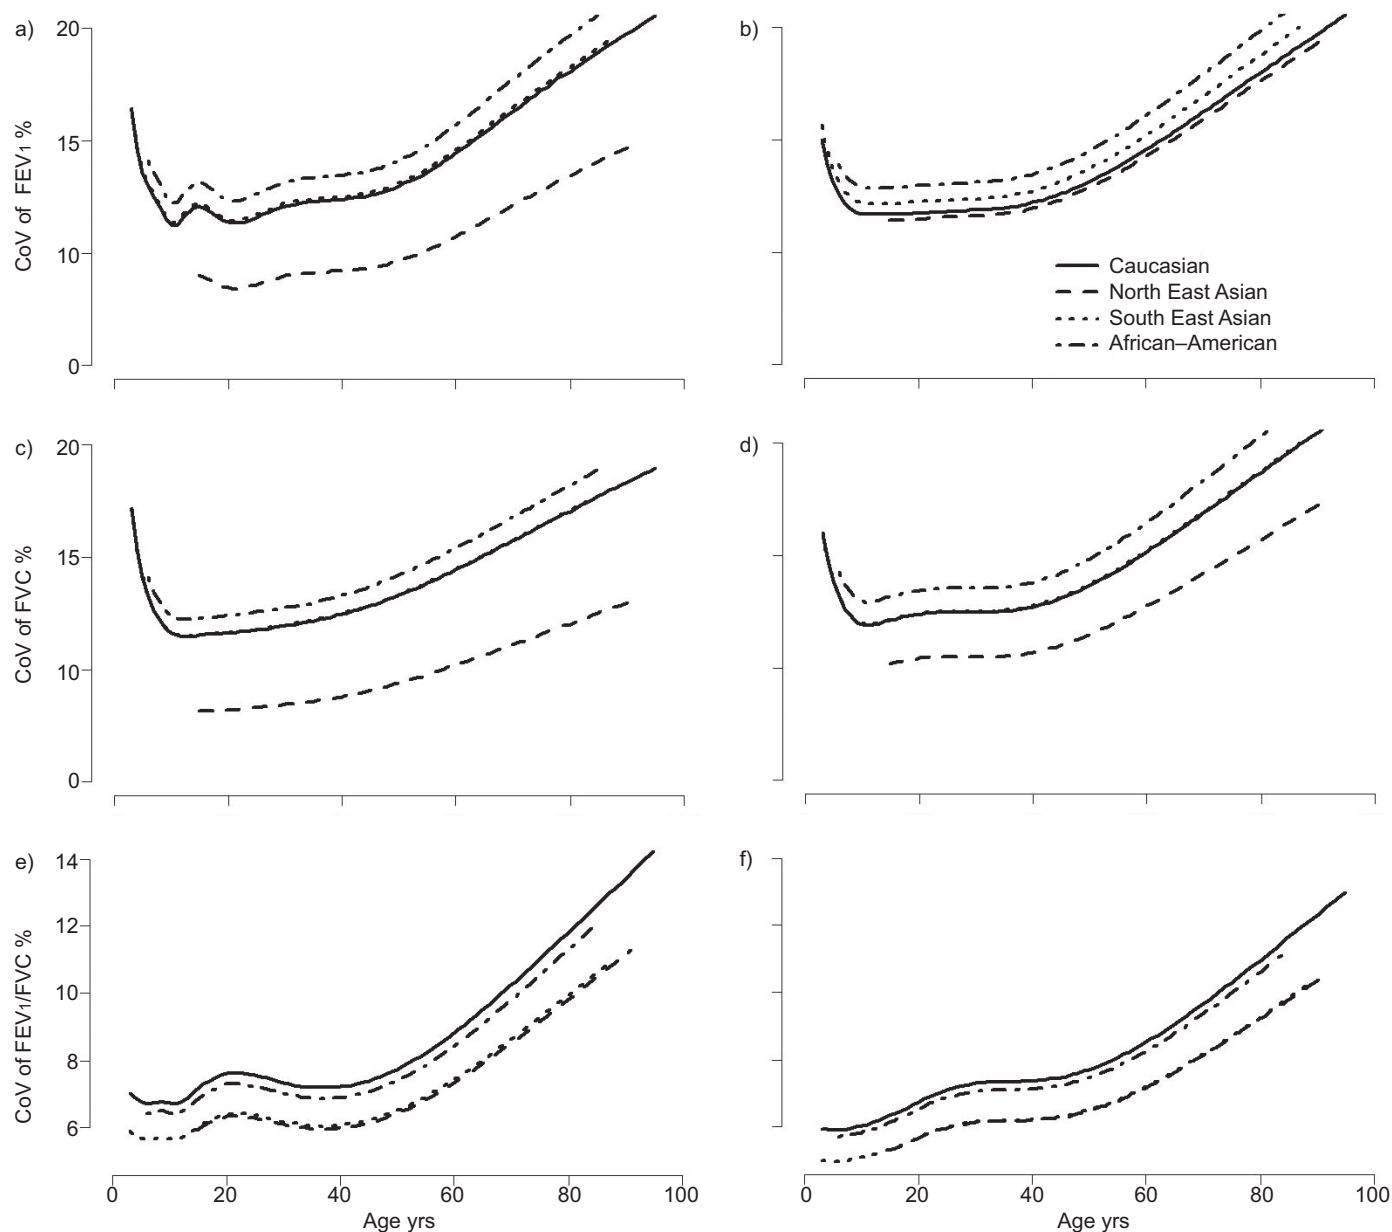 a)
20
15
10
0
CoV of FEV1 %
b)
Caucasian
North East Asian
South East Asian
African–American
c)
20
15
10
0
CoV of FVC %
d)
e)
14
12
10
8
6
CoV of FEV1/FVC %
f)
0 20 40 60 80 100
Age yrs
0 20 40 60 80 100
Age yrs